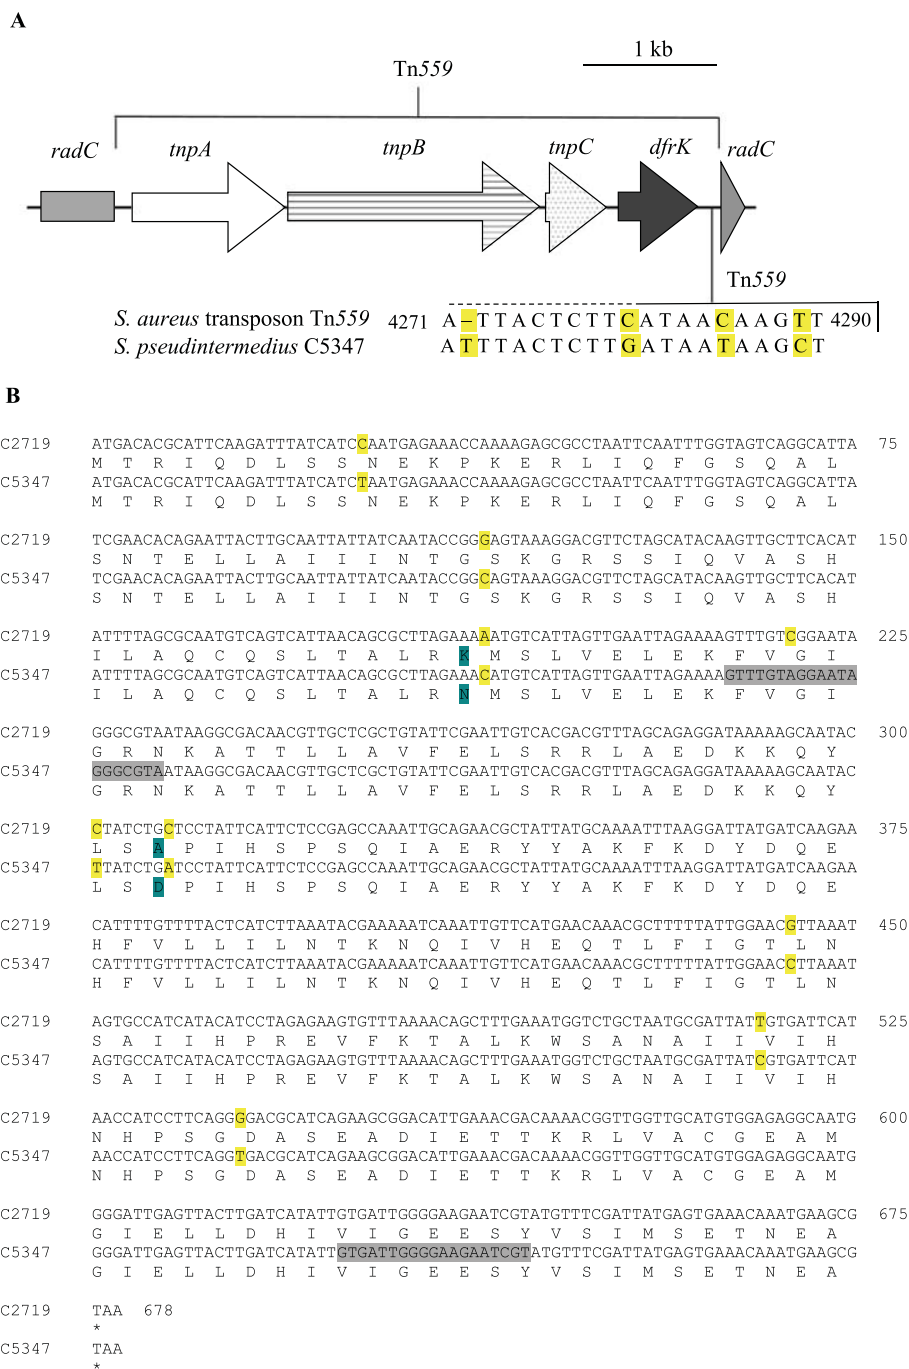 A
1 kb
Tn559
radC tnpA tnpB tnpC dfrK radC
Tn559
S. aureus transposon Tn559 4271 A–TTACTCTTCATAACAAGTT 4290
S. pseudintermedius C5347 ATTTACTCTTGATAATAAGCT
B
C2719 ATGACACGCATTCAAGATTTATCATCCAATGAGAAACCAAAAGAGCGCCTAATTCAATTTGGTAGTCAGGCATTA 75
M T R I Q D L S S N E K P K E R L I Q F G S Q A L
C5347 ATGACACGCATTCAAGATTTATCATCTAATGAGAAACCAAAAGAGCGCCTAATTCAATTTGGTAGTCAGGCATTA
M T R I Q D L S S N E K P K E R L I Q F G S Q A L
C2719 TCGAACACAGAATTACTTGCAATTATTATCAATACCGGGAGTAAAGGACGTTCTAGCATACAAGTTGCTTCACAT 150
S N T E L L A I I I N T G S K G R S S I Q V A S H
C5347 TCGAACACAGAATTACTTGCAATTATTATCAATACCGGCAGTAAAGGACGTTCTAGCATACAAGTTGCTTCACAT
S N T E L L A I I I N T G S K G R S S I Q V A S H
C2719 ATTTTAGCGCAATGTCAGTCATTAACAGCGCTTAGAAAAATGTCATTAGTTGAATTAGAAAAGTTTGTCGGAATA 225
I L A Q C Q S L T A L R K M S L V E L E K F V G I
C5347 ATTTTAGCGCAATGTCAGTCATTAACAGCGCTTAGAAACATGTCATTAGTTGAATTAGAAAAGTTTGTAGGAATA
I L A Q C Q S L T A L R N M S L V E L E K F V G I
C2719 GGGCGTAATAAGGCGACAACGTTGCTCGCTGTATTCGAATTGTCACGACGTTTAGCAGAGGATAAAAAGCAATAC 300
G R N K A T T L L A V F E L S R R L A E D K K Q Y
C5347 GGGCGTAATAAGGCGACAACGTTGCTCGCTGTATTCGAATTGTCACGACGTTTAGCAGAGGATAAAAAGCAATAC
G R N K A T T L L A V F E L S R R L A E D K K Q Y
C2719 CTATCTGCTCCTATTCATTCTCCGAGCCAAATTGCAGAACGCTATTATGCAAAATTTAAGGATTATGATCAAGAA 375
L S A P I H S P S Q I A E R Y Y A K F K D Y D Q E
C5347 TTATCTGATCCTATTCATTCTCCGAGCCAAATTGCAGAACGCTATTATGCAAAATTTAAGGATTATGATCAAGAA
L S D P I H S P S Q I A E R Y Y A K F K D Y D Q E
C2719 CATTTTGTTTTACTCATCTTAAATACGAAAAATCAAATTGTTCATGAACAAACGCTTTTTATTGGAACGTTAAAT 450
H F V L L I L N T K N Q I V H E Q T L F I G T L N
C5347 CATTTTGTTTTACTCATCTTAAATACGAAAAATCAAATTGTTCATGAACAAACGCTTTTTATTGGAACCTTAAAT
H F V L L I L N T K N Q I V H E Q T L F I G T L N
C2719 AGTGCCATCATACATCCTAGAGAAGTGTTTAAAACAGCTTTGAAATGGTCTGCTAATGCGATTATTGTGATTCAT 525
S A I I H P R E V F K T A L K W S A N A I I V I H
C5347 AGTGCCATCATACATCCTAGAGAAGTGTTTAAAACAGCTTTGAAATGGTCTGCTAATGCGATTATCGTGATTCAT
S A I I H P R E V F K T A L K W S A N A I I V I H
C2719 AACCATCCTTCAGGGGACGCATCAGAAGCGGACATTGAAACGACAAAACGGTTGGTTGCATGTGGAGAGGCAATG 600
N H P S G D A S E A D I E T T K R L V A C G E A M
C5347 AACCATCCTTCAGGTGACGCATCAGAAGCGGACATTGAAACGACAAAACGGTTGGTTGCATGTGGAGAGGCAATG
N H P S G D A S E A D I E T T K R L V A C G E A M
C2719 GGGATTGAGTTACTTGATCATATTGTGATTGGGGAAGAATCGTATGTTTCGATTATGAGTGAAACAAATGAAGCG 675
G I E L L D H I V I G E E S Y V S I M S E T N E A
C5347 GGGATTGAGTTACTTGATCATATTGTGATTGGGGAAGAATCGTATGTTTCGATTATGAGTGAAACAAATGAAGCG
G I E L L D H I V I G E E S Y V S I M S E T N E A
C2719 TAA 678
*
C5347 TAA
*